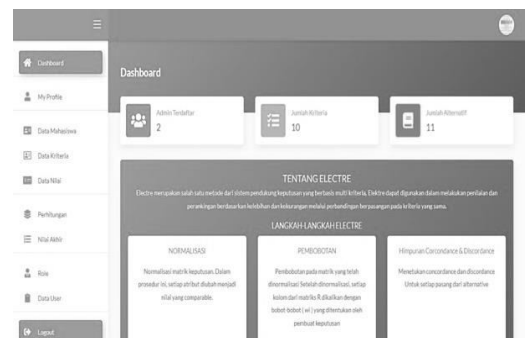 Dashboard
My Profile
Data Mahasiswa
Data Kriteria
Data Nilai
Perhitungan
Nilai Akhir
Role
Data User
Logout
Dashboard
Admin Terdaftar
2
Jumlah Kriteria
10
Jumlah Alternatif
11
TENTANG ELECTRE
Electre merupakan salah satu metode dari sistem pendukung keputusan yang berbasis multi kriteria. Elektre dapat digunakan dalam melakukan penilaian dan
perankingan berdasarkan kelebihan dan kekurangan melalui perbandingan berpasangan pada kriteria yang sama.
LANGKAH-LANGKAH ELECTRE
NORMALISASI
Normalisasi matrik keputusan. Dalam
prosedur ini, setiap atribut diubah menjadi
nilai yang comparable.
PEMBOBOTAN
Pembobotan pada matrik yang telah
dinormalisasi Setelah dinormalisasi, setiap
kolom dari matriks R dikalikan dengan
bobot-bobot ( wi ) yang ditentukan oleh
pembuat keputusan
Himpunan Concordance & Discordance
Menetukan concordance dan discordance
Untuk setiap pasang dari alternative